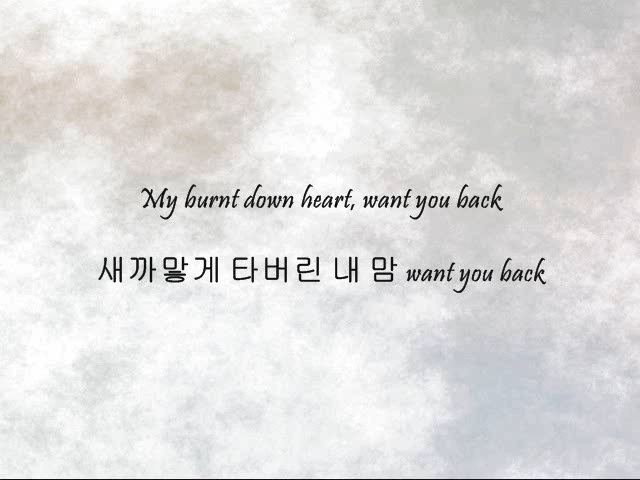 My burnt down heart, want you back
새까맣게 타버린 내 맘 want you back